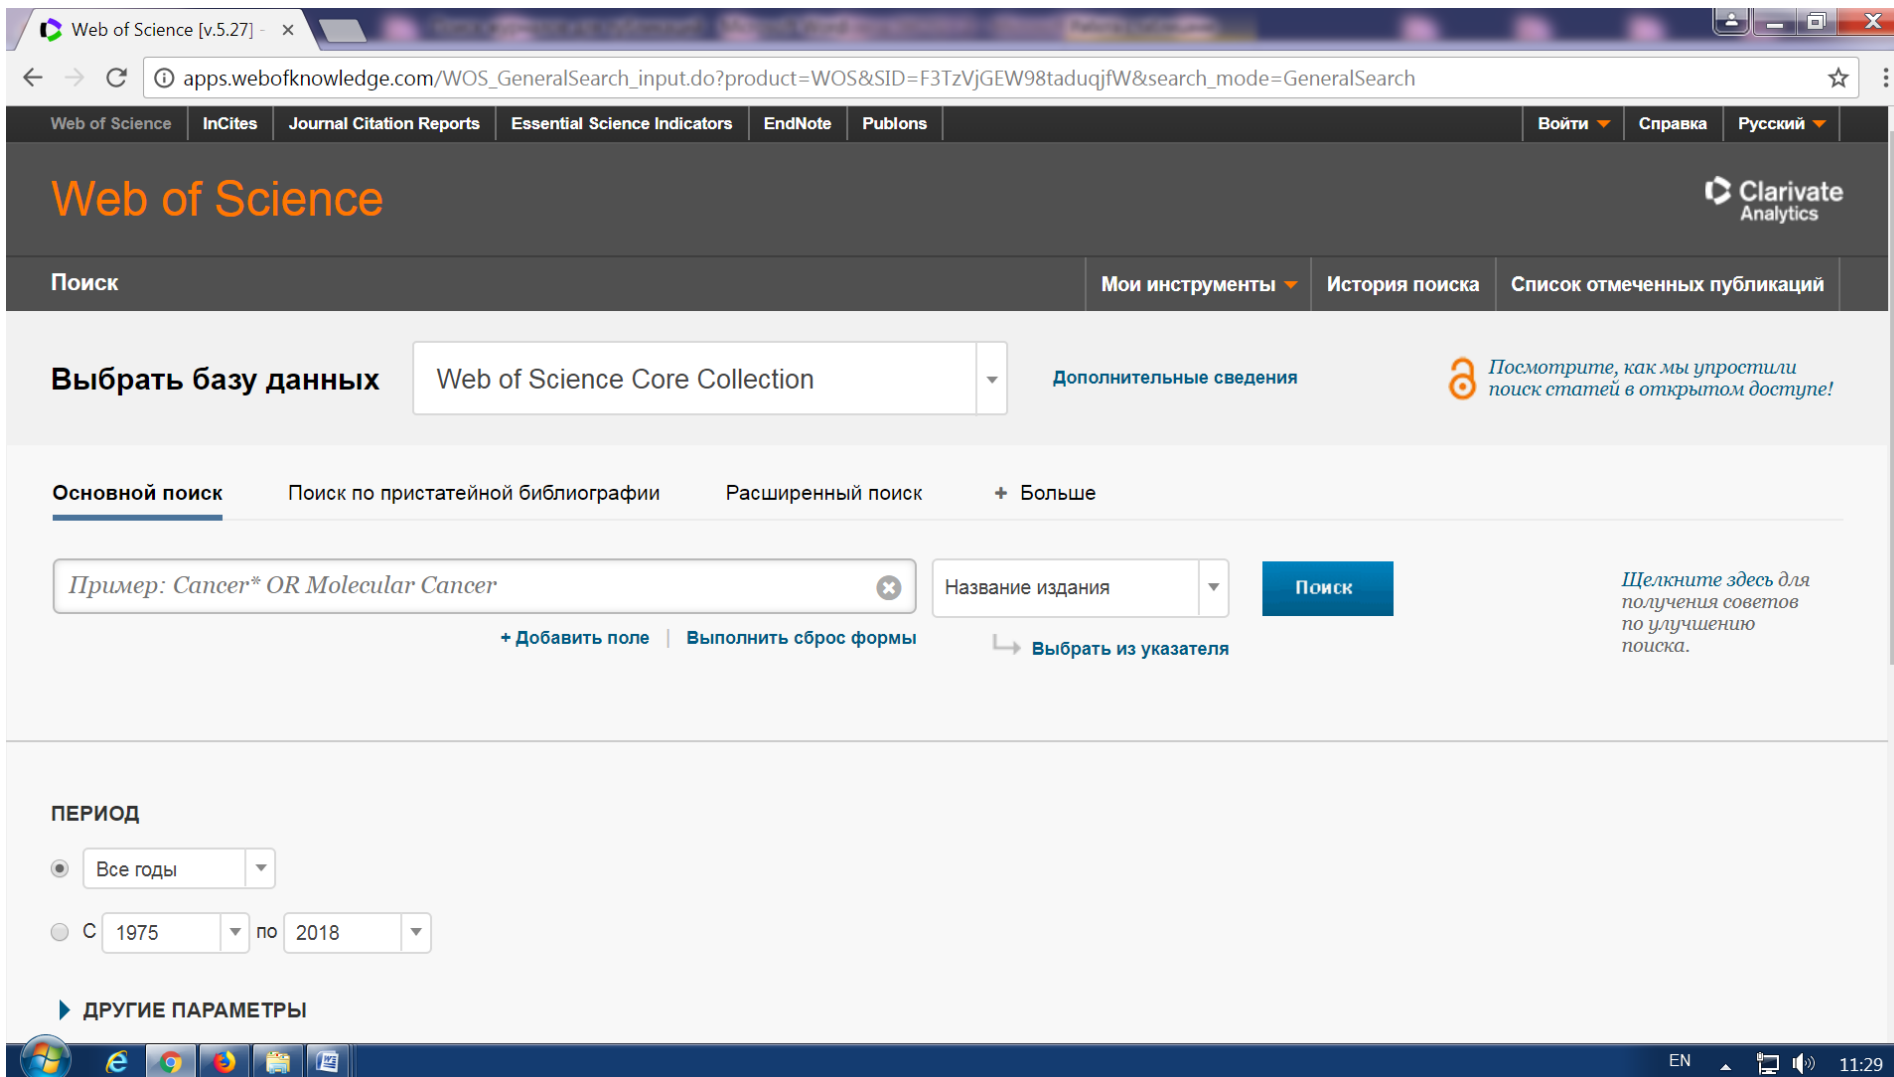 Web of Science [v.5.27] -
apps.webofknowledge.com/WOS_GeneralSearch_input.do?product=WOS&SID=F3TzVjGEW98taduqjfW&search_mode=GeneralSearch
Web of Science InCites Journal Citation Reports Essential Science Indicators EndNote Publons Войти Справка Русский
Web of Science
Clarivate
Analytics
Поиск Мои инструменты История поиска Список отмеченных публикаций
Выбрать базу данных Web of Science Core Collection Дополнительные сведения
Посмотрите, как мы упростили
поиск статей в открытом доступе!
Основной поиск Поиск по пристатейной библиографии Расширенный поиск + Больше
Пример: Cancer* OR Molecular Cancer Название издания Поиск
+ Добавить поле | Выполнить сброс формы Выбрать из указателя
Щелкните здесь для
получения советов
по улучшению
поиска.
ПЕРИОД
Все годы
С 1975 по 2018
ДРУГИЕ ПАРАМЕТРЫ
EN 11:29